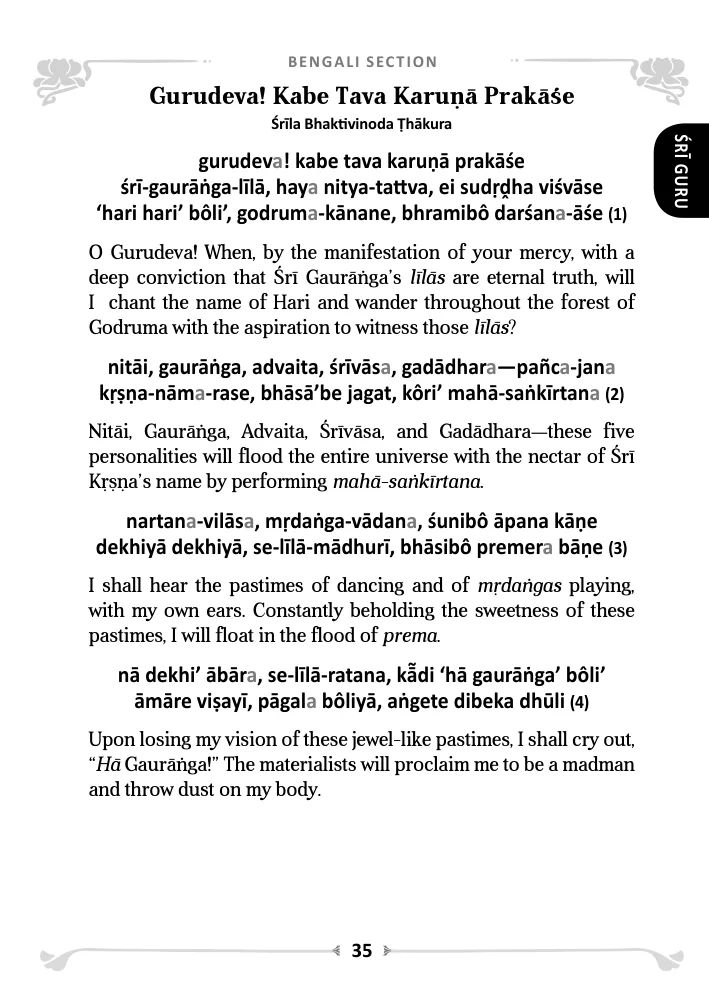 BENGALI SECTION
Gurudeva! Kabe Tava Karuṇā Prakāśe
Śrīla Bhaktivinoda Ṭhākura
ŚRĪ GURU
gurudeva! kabe tava karuṇā prakāśe
śrī-gaurāṅga-līlā, haya nitya-tattva, ei sudṛḍha viśvāse
‘hari hari’ bôli’, godruma-kānane, bhramibô darśana-āśe (1)
O Gurudeva! When, by the manifestation of your mercy, with a
deep conviction that Śrī Gaurāṅga’s līlās are eternal truth, will
I chant the name of Hari and wander throughout the forest of
Godruma with the aspiration to witness those līlās?
nitāi, gaurāṅga, advaita, śrīvāsa, gadādhara—pañca-jana
kṛṣṇa-nāma-rase, bhāsā’be jagat, kôri’ mahā-saṅkīrtana (2)
Nitāi, Gaurāṅga, Advaita, Śrīvāsa, and Gadādhara—these five
personalities will flood the entire universe with the nectar of Śrī
Kṛṣṇa’s name by performing mahā-saṅkīrtana.
nartana-vilāsa, mṛdaṅga-vādana, śunibô āpana kāṇe
dekhiyā dekhiyā, se-līlā-mādhurī, bhāsibô premera bāṇe (3)
I shall hear the pastimes of dancing and of mṛdaṅgas playing,
with my own ears. Constantly beholding the sweetness of these
pastimes, I will float in the flood of prema.
nā dekhi’ ābāra, se-līlā-ratana, kā̃di ‘hā gaurāṅga’ bôli’
āmāre viṣayī, pāgala bôliyā, aṅgete dibeka dhūli (4)
Upon losing my vision of these jewel-like pastimes, I shall cry out,
“Hā Gaurāṅga!” The materialists will proclaim me to be a madman
and throw dust on my body.
35